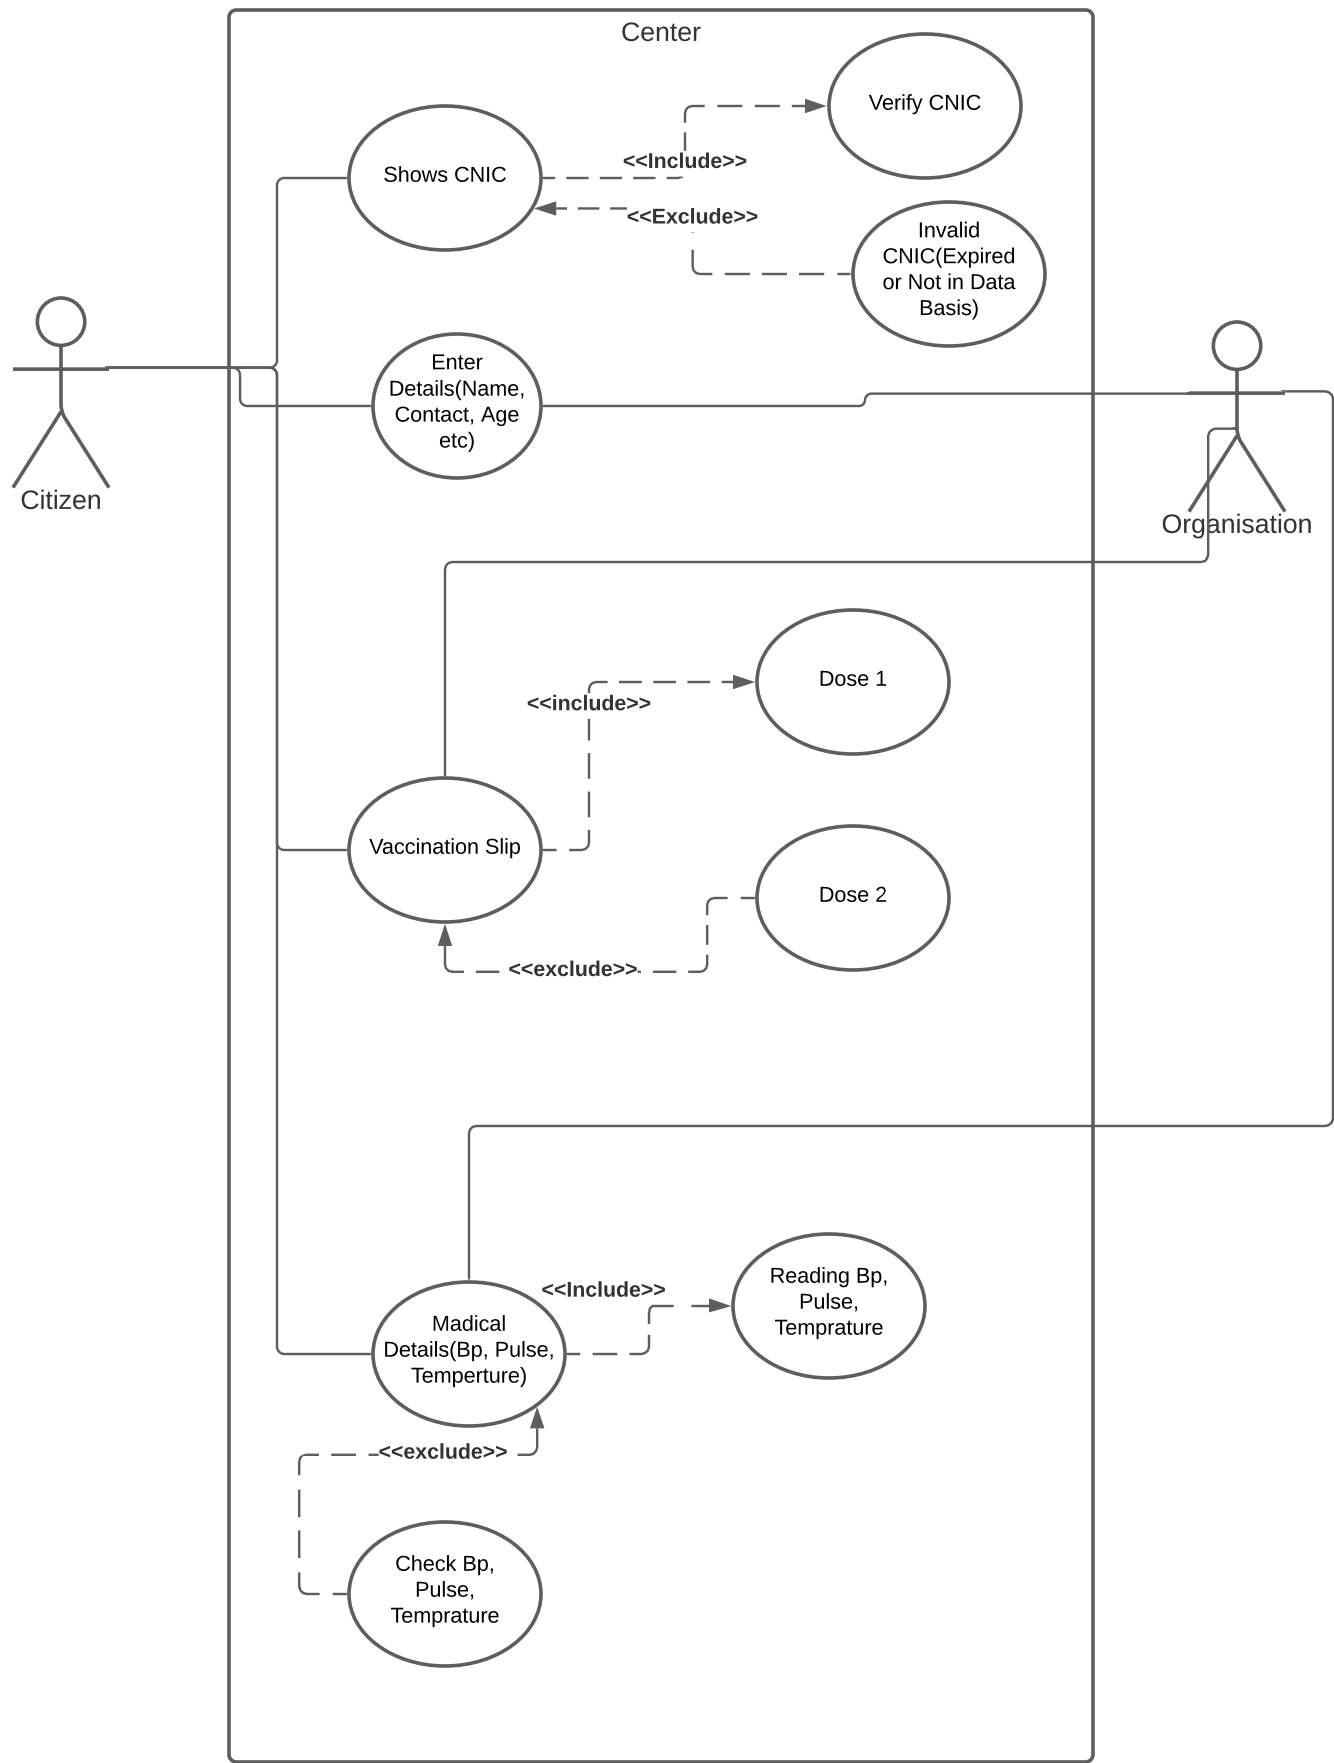 Center
Verify CNIC
Shows CNIC
<<Include>>
<<Exclude>>
Invalid
CNIC(Expired
or Not in Data
Basis)
Enter
Details(Name,
Contact, Age
etc)
Citizen
Organisation
Dose 1
<<include>>
Vaccination Slip
Dose 2
<<exclude>>
Reading Bp,
Pulse,
Temprature
<<Include>>
Madical
Details(Bp, Pulse,
Temperture)
<<exclude>>
Check Bp,
Pulse,
Temprature